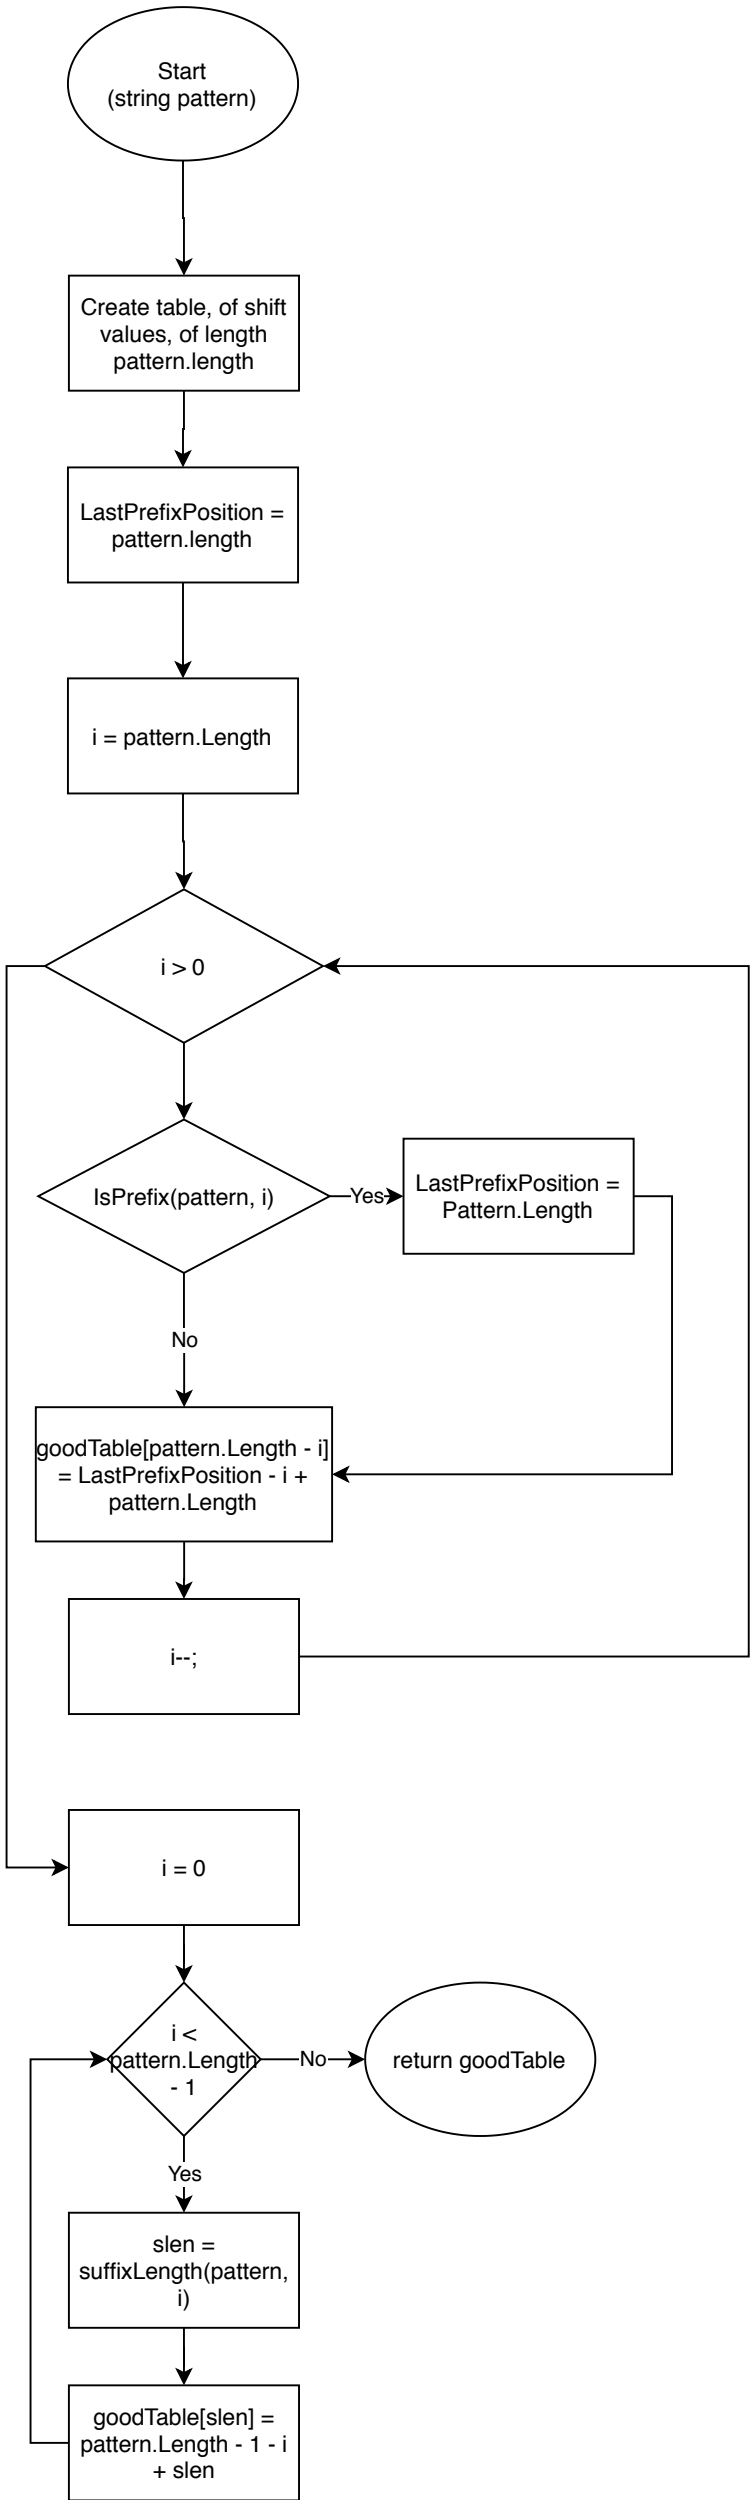 Start
(string pattern)
Create table, of shift
values, of length
pattern.length
LastPrefixPosition =
pattern.length
i = pattern.Length
i > 0
IsPrefix(pattern, i)
Yes
LastPrefixPosition =
Pattern.Length
No
goodTable[pattern.Length - i]
= LastPrefixPosition - i +
pattern.Length
i--;
i = 0
i <
pattern.Length
- 1
No
return goodTable
Yes
slen =
suffixLength(pattern,
i)
goodTable[slen] =
pattern.Length - 1 - i
+ slen